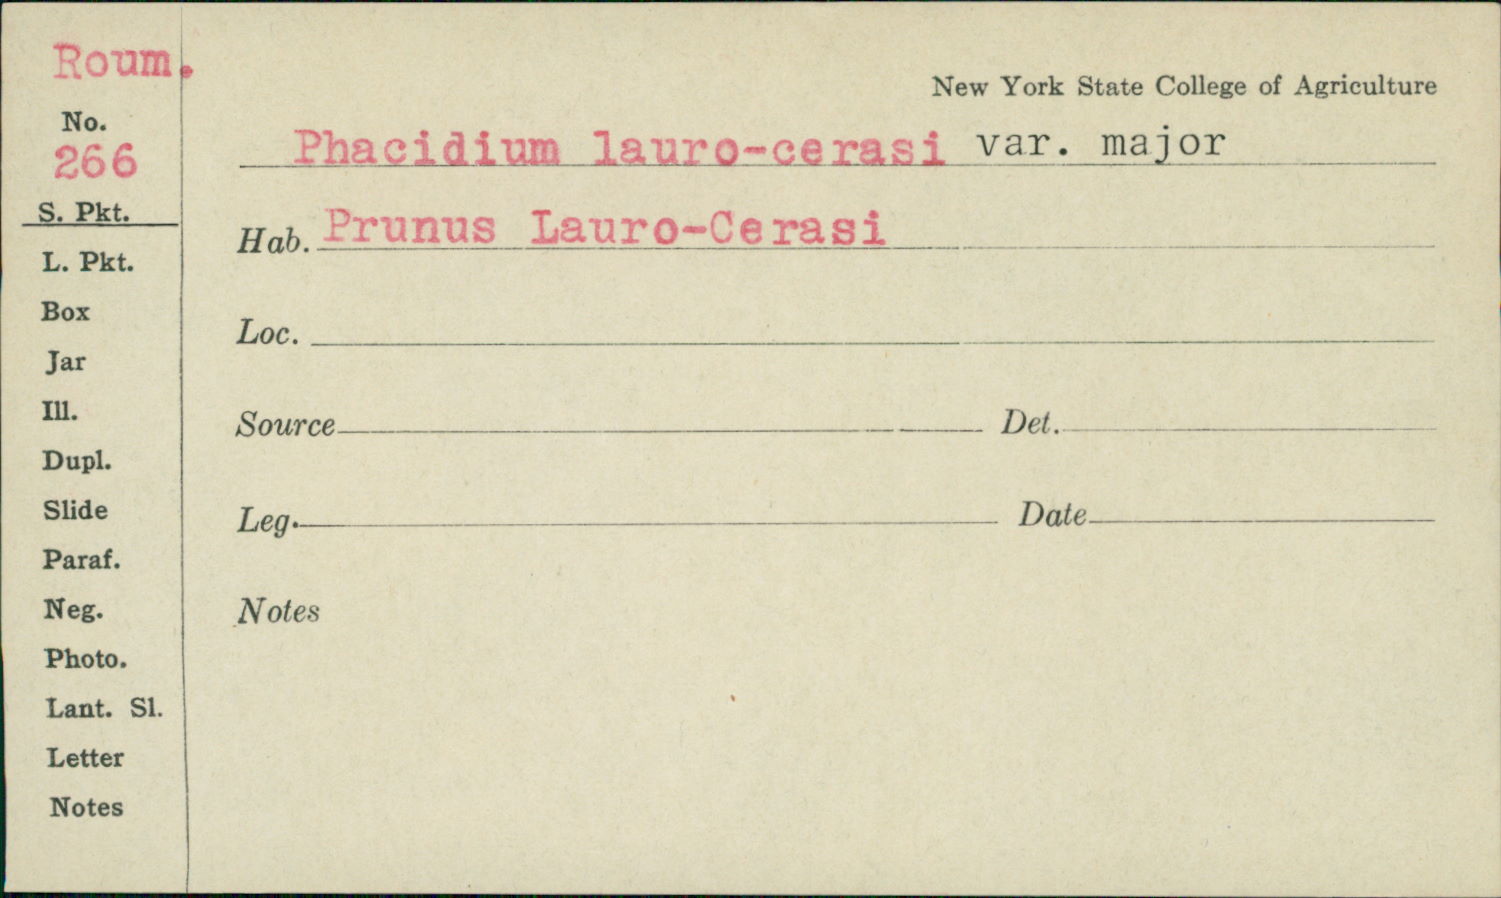 Roum.
New York State College of Agriculture
No.
266
Phacidium lauro-cerasi var. major
S. Pkt.
Hab. Prunus Lauro-Cerasi
L. Pkt.
Box
Loc.
Jar
Ill.
Source Det.
Dupl.
Slide
Leg. Date
Paraf.
Neg.
Notes
Photo.
Lant. Sl.
Letter
Notes